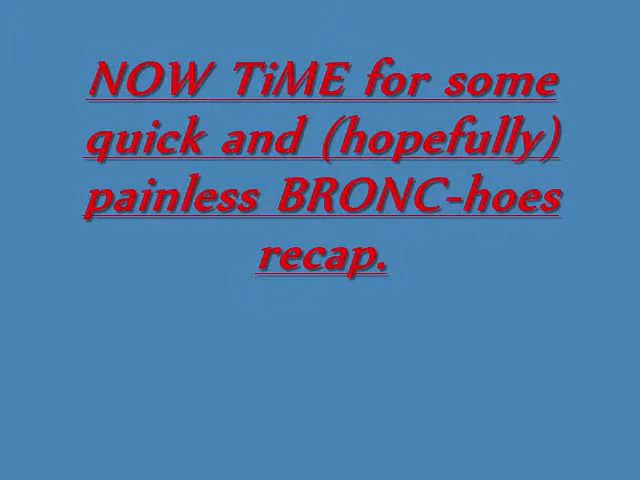 NOW TiME for some
quick and (hopefully)
painless BRONC-hoes
recap.